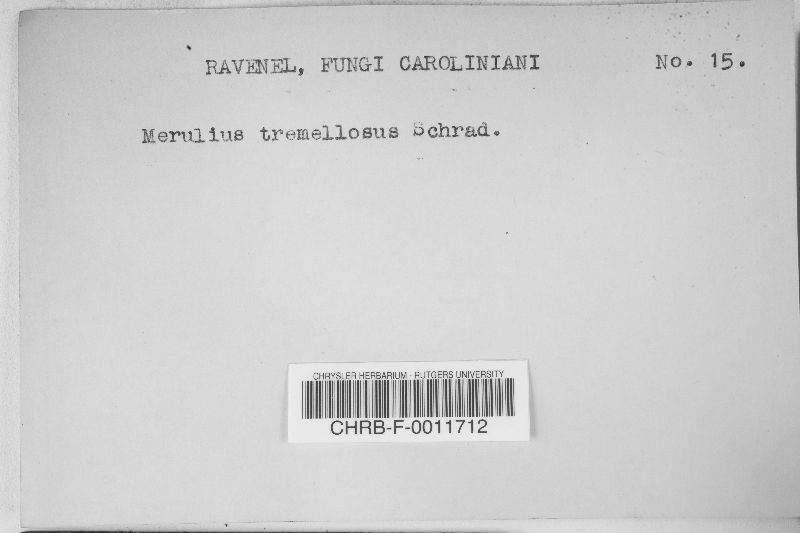 RAVENEL, FUNGI CAROLINIANI No. 15.
Merulius tremellosus Schrad.
CHRYSLER HERBARIUM - RUTGERS UNIVERSITY
CHRB-F-0011712